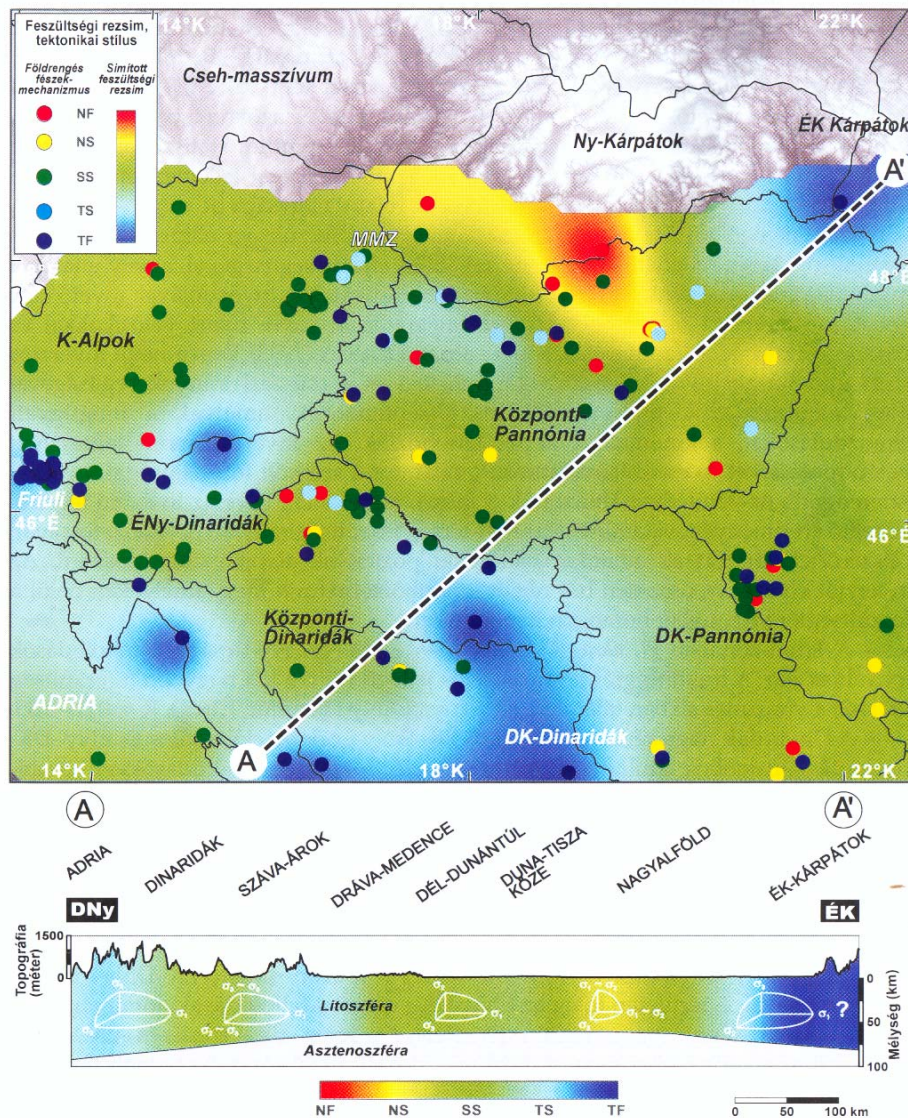 Feszültségi rezsim,
tektonikai stílus
Földrengés
fészek-
mechanizmus
Simított
feszültségi
rezsim
NF
NS
SS
TS
TF
14°K
18°K
22°K
Cseh-masszívum
Ny-Kárpátok
ÉK Kárpátok
A'
MMZ
48°É
K-Alpok
Központi-
Pannónia
Friuli
46°É
46°É
ÉNy-Dinaridák
Központi-
Dinaridák
DK-Pannónia
ADRIA
DK-Dinaridák
A
14°K
18°K
22°K
A
A'
ADRIA
DINARIDÁK
SZÁVA-ÁROK
DRÁVA-MEDENCE
DÉL-DUNÁNTÚL
DUNA-TISZA
KÖZE
NAGYALFÖLD
ÉK-KÁRPÁTOK
DNy
ÉK
1500
0
Topográfia
(méter)
Litoszféra
Asztenoszféra
?
0
50
100
Mélység (km)
NF
NS
SS
TS
TF
0
50
100 km